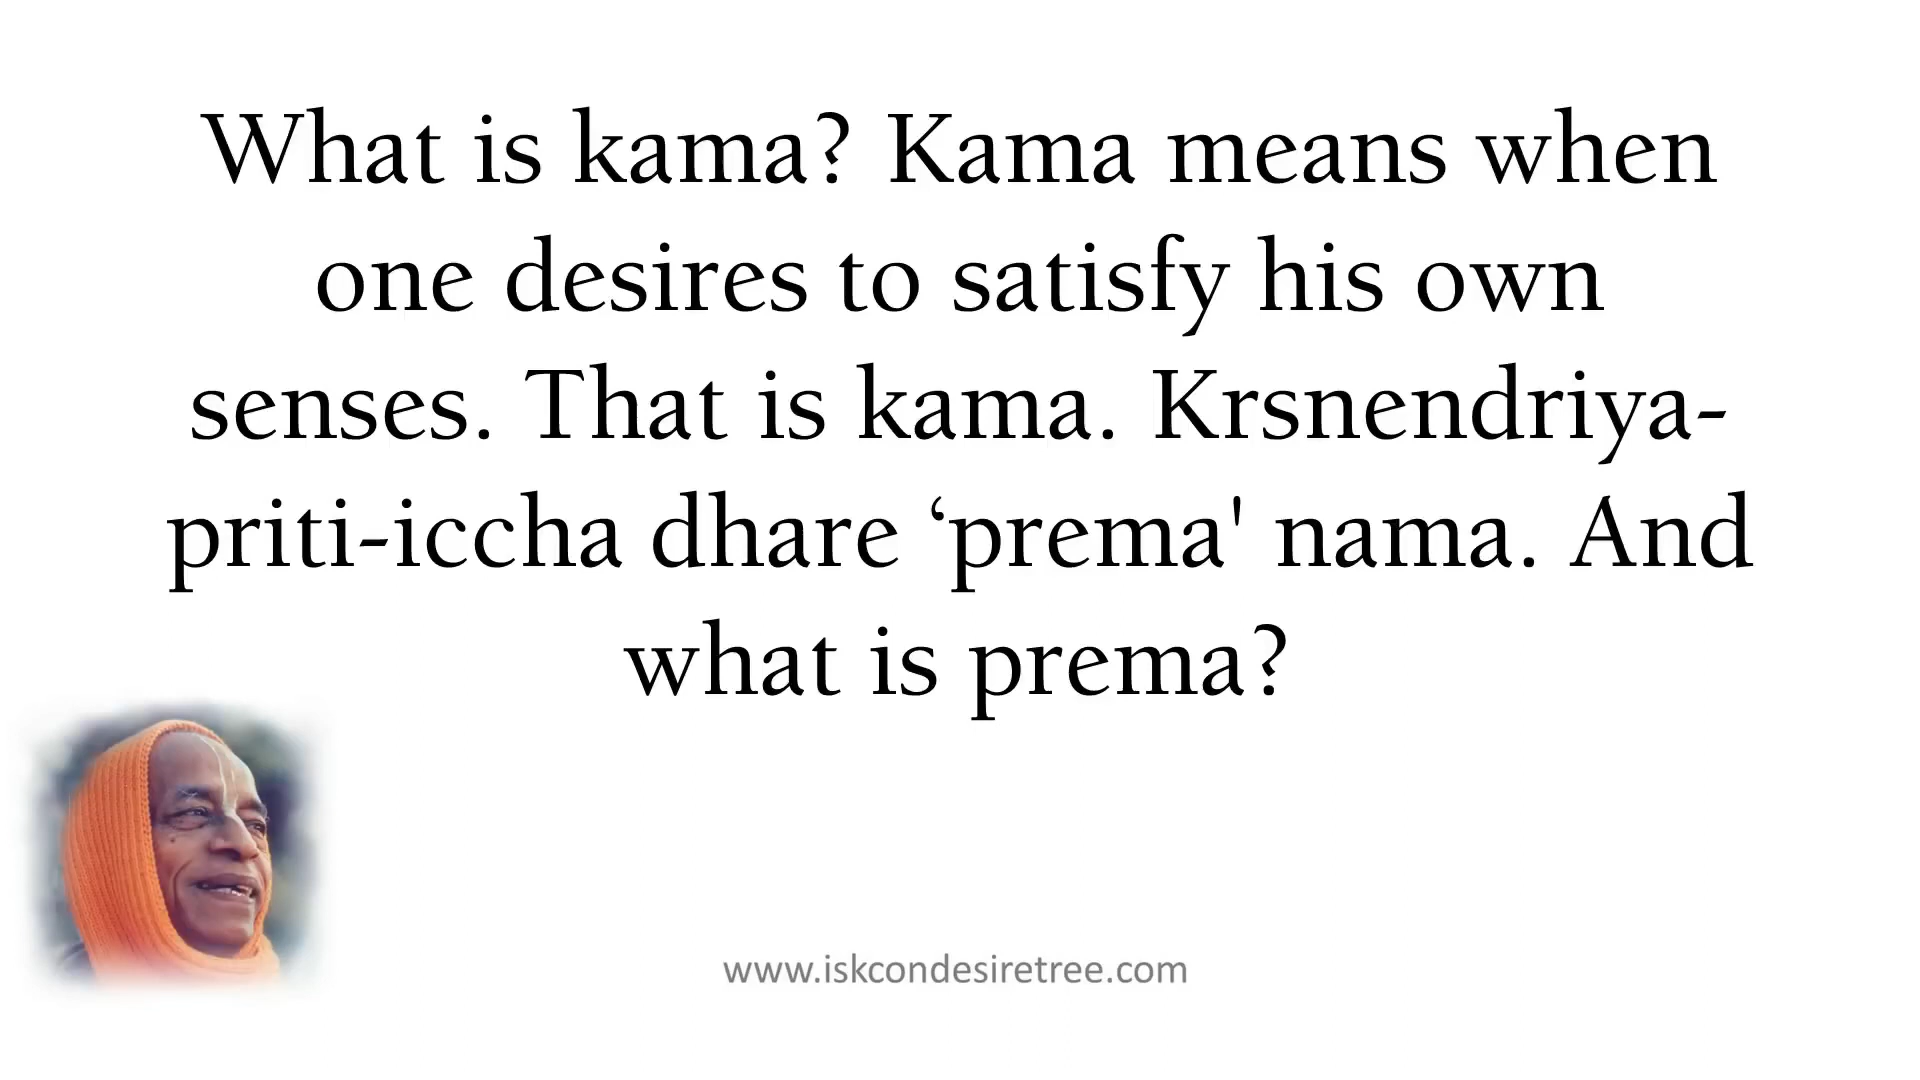 What is kama? Kama means when
one desires to satisfy his own
senses. That is kama. Krsnendriya-
priti-iccha dhare ‘prema' nama. And
what is prema?
www.iskcondesiretree.com